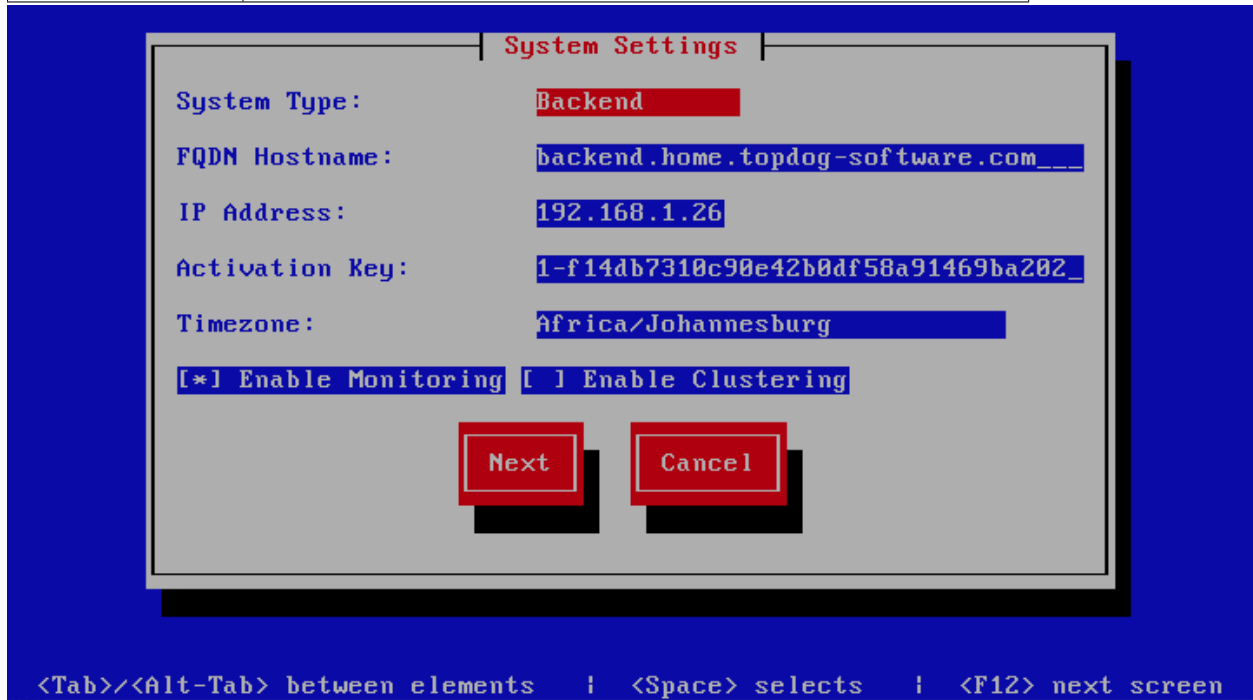 System Settings
System Type: Backend
FQDN Hostname: backend.home.topdog-software.com___
IP Address: 192.168.1.26
Activation Key: 1-f14db7310c90e42b0df58a91469ba202_
Timezone: Africa/Johannesburg
[*] Enable Monitoring [ ] Enable Clustering
Next Cancel
<Tab>/<Alt-Tab> between elements | <Space> selects | <F12> next screen